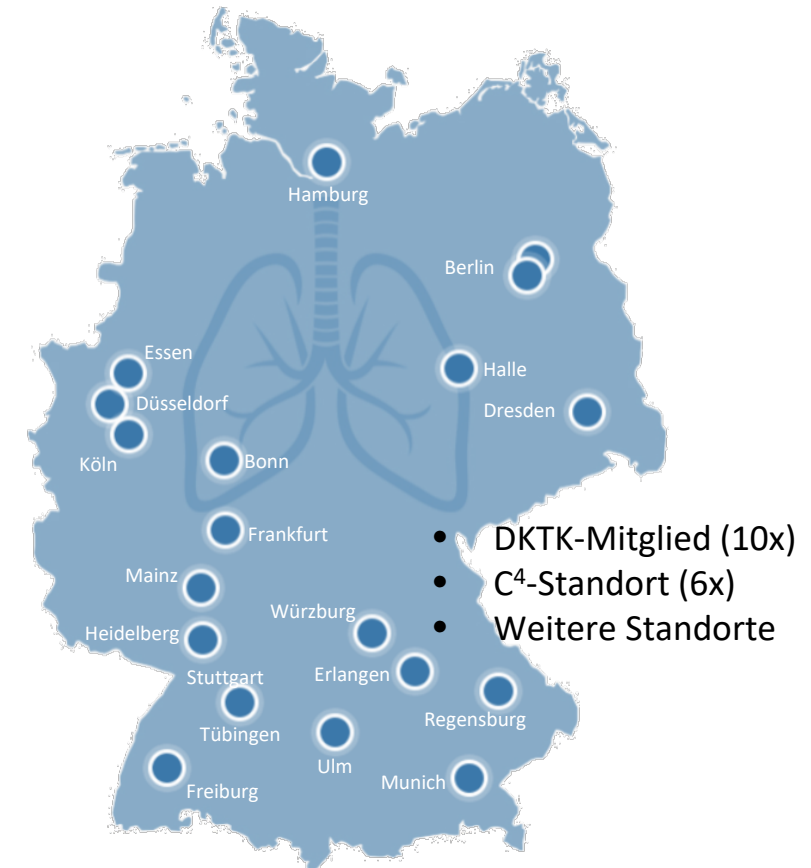 Hamburg
Berlin
Essen
Halle
Düsseldorf
Dresden
Köln
Bonn
Frankfurt
• DKTK-Mitglied (10x)
Mainz
• C⁴-Standort (6x)
Würzburg
Heidelberg
• Weitere Standorte
Stuttgart
Erlangen
Regensburg
Tübingen
Ulm
Munich
Freiburg